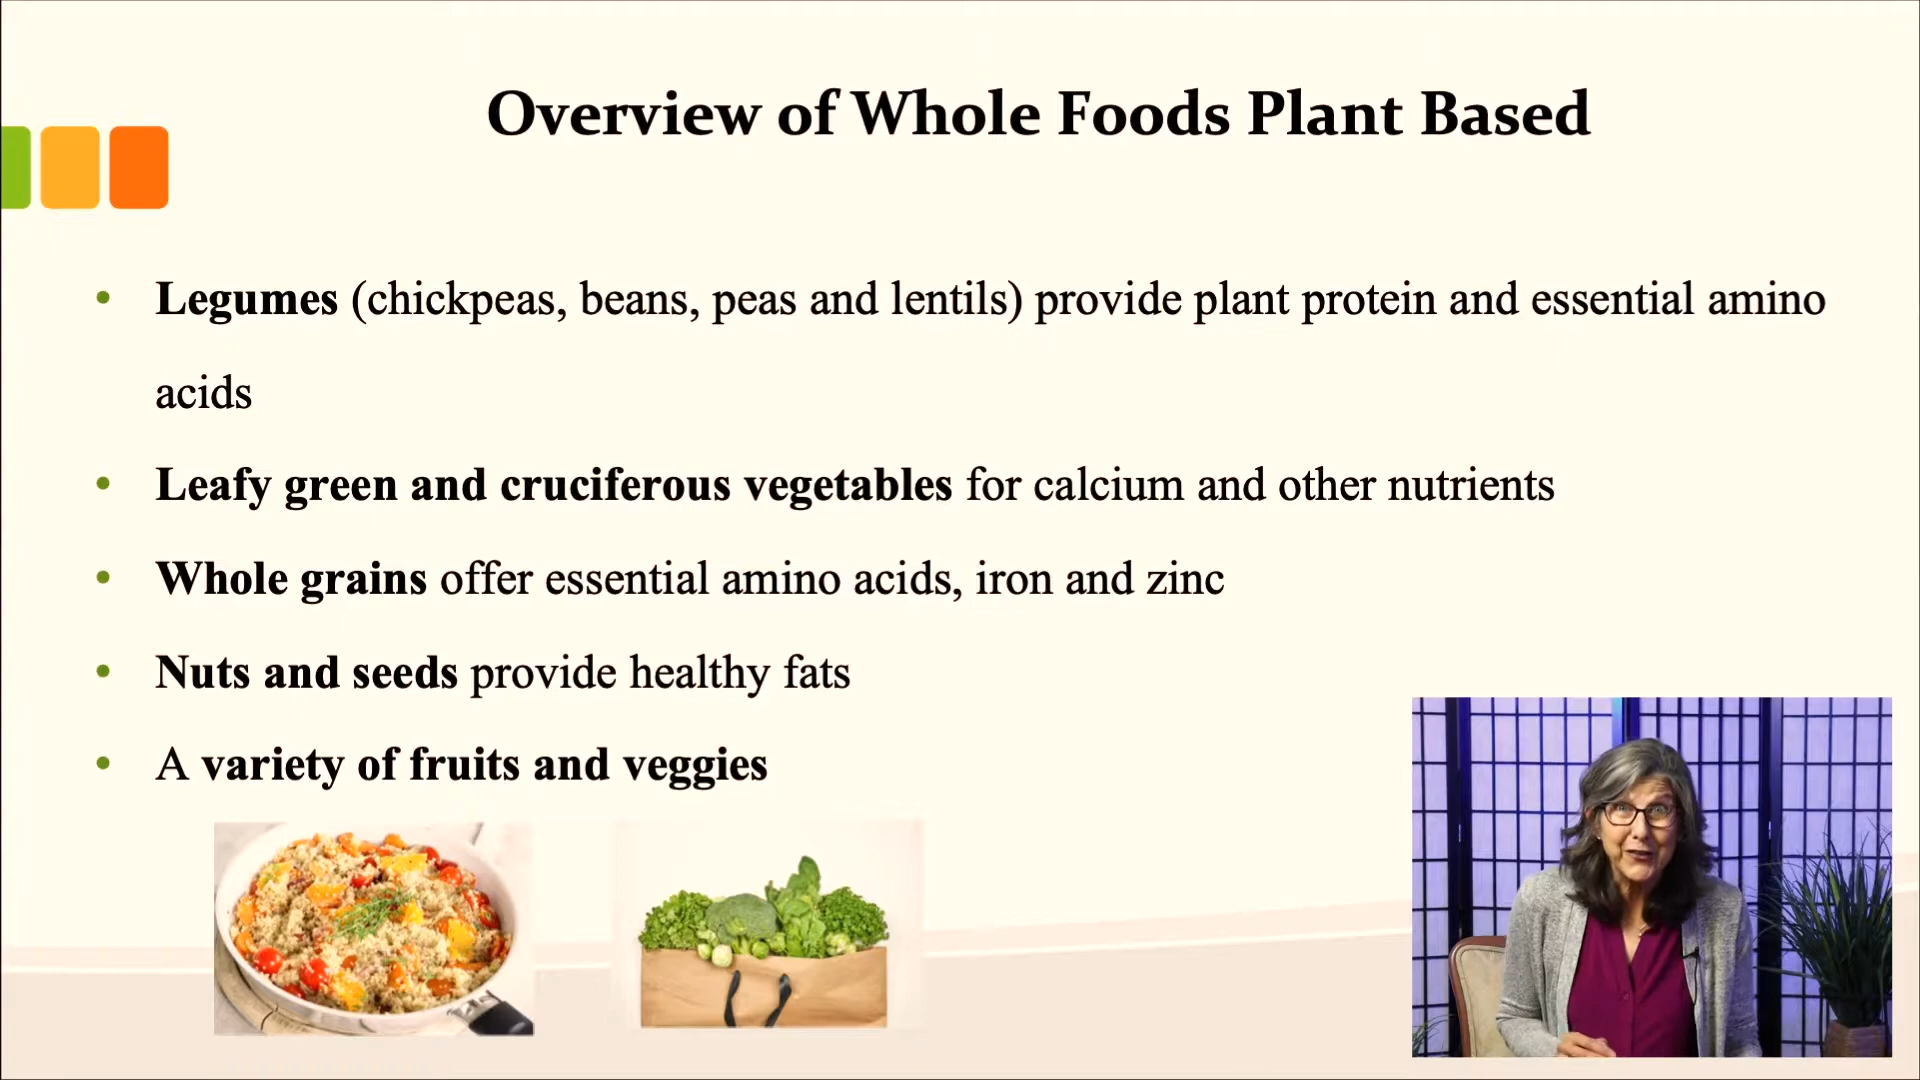 Overview of Whole Foods Plant Based
• Legumes (chickpeas, beans, peas and lentils) provide plant protein and essential amino
acids
• Leafy green and cruciferous vegetables for calcium and other nutrients
• Whole grains offer essential amino acids, iron and zinc
• Nuts and seeds provide healthy fats
• A variety of fruits and veggies